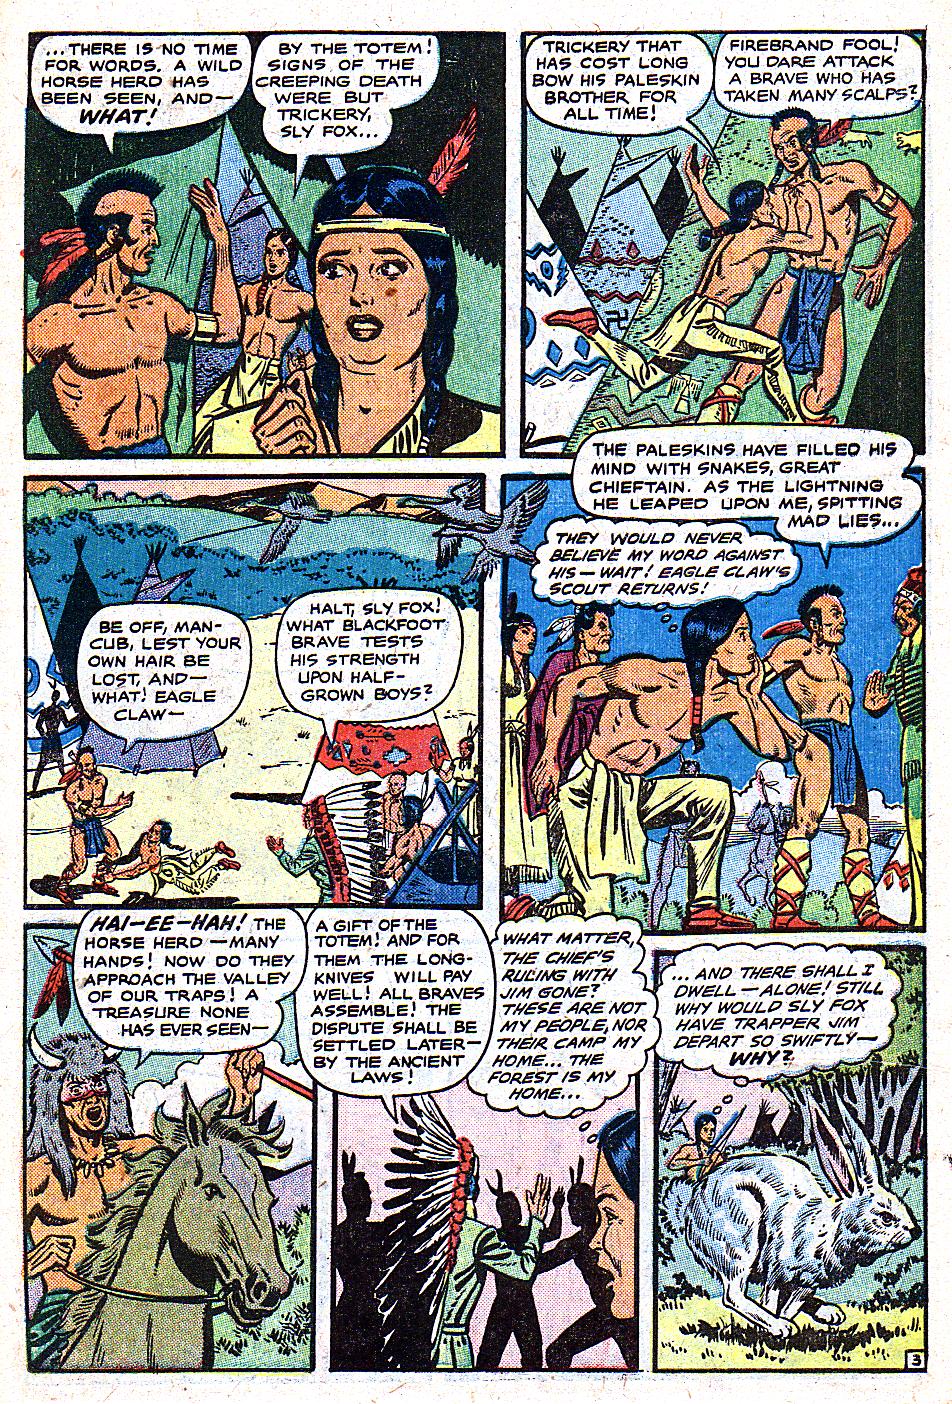 ...THERE IS NO TIME
FOR WORDS. A WILD
HORSE HERD HAS
BEEN SEEN, AND—
WHAT!
BY THE TOTEM!
SIGNS OF THE
CREEPING DEATH
WERE BUT
TRICKERY,
SLY FOX...
TRICKERY THAT
HAS COST LONG
BOW HIS PALESKIN
BROTHER FOR
ALL TIME!
FIREBRAND FOOL!
YOU DARE ATTACK
A BRAVE WHO HAS
TAKEN MANY SCALPS?
BE OFF, MAN-
CUB, LEST YOUR
OWN HAIR BE
LOST, AND—
WHAT! EAGLE
CLAW—
HALT, SLY FOX!
WHAT BLACKFOOT
BRAVE TESTS
HIS STRENGTH
UPON HALF-
GROWN BOYS?
THE PALESKINS HAVE FILLED HIS
MIND WITH SNAKES, GREAT
CHIEFTAIN. AS THE LIGHTNING
HE LEAPED UPON ME, SPITTING
MAD LIES...
THEY WOULD NEVER
BELIEVE MY WORD AGAINST
HIS—WAIT! EAGLE CLAW'S
SCOUT RETURNS!
HAI-EE-HAH! THE
HORSE HERD—MANY
HANDS! NOW DO THEY
APPROACH THE VALLEY
OF OUR TRAPS! A
TREASURE NONE
HAS EVER SEEN—
A GIFT OF THE
TOTEM! AND FOR
THEM THE LONG-
KNIVES WILL PAY
WELL! ALL BRAVES
ASSEMBLE! THE
DISPUTE SHALL BE
SETTLED LATER—
BY THE ANCIENT
LAWS!
WHAT MATTER,
THE CHIEF'S
RULING WITH
JIM GONE?
THESE ARE NOT
MY PEOPLE, NOR
THEIR CAMP MY
HOME... THE
FOREST IS MY
HOME...
...AND THERE SHALL I
DWELL—ALONE! STILL
WHY WOULD SLY FOX
HAVE TRAPPER JIM
DEPART SO SWIFTLY—
WHY?
3